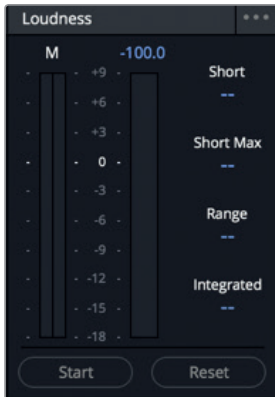 Loudness
M -100.0
+9
Short
--
+6
+3
Short Max
--
0
-3
Range
--
-6
-9
-12
Integrated
--
-15
-18
Start Reset